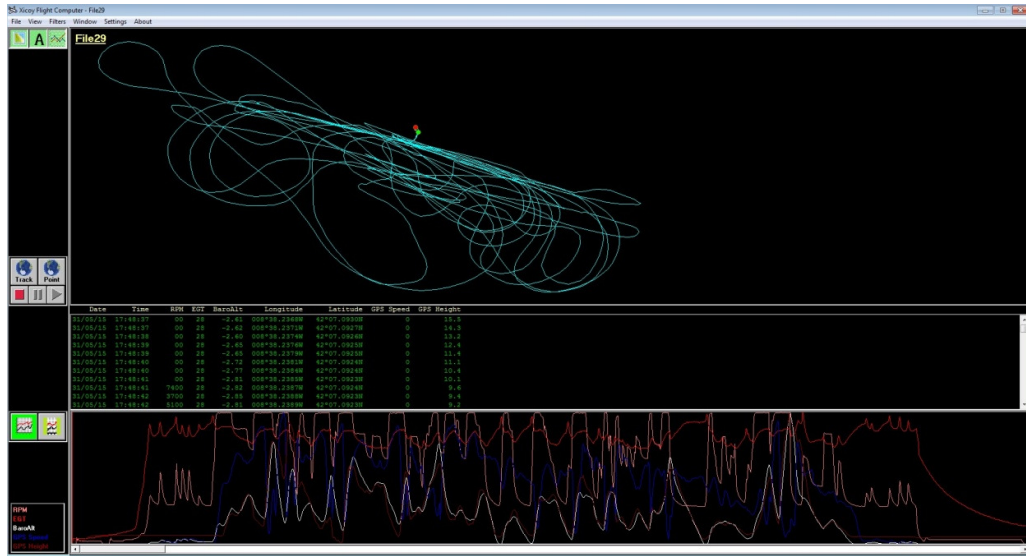 Xicoy Flight Computer - File29
File View Filters Window Settings About
A
File29
Track Point
Date Time RPM EGT BaroAlt Longitude Latitude GPS Speed GPS Height
31/05/15 17:48:37 00 28 -2.61 008°38.2368W 42°07.0930N 0 15.5
31/05/15 17:48:37 00 28 -2.62 008°38.2371W 42°07.0927N 0 14.3
31/05/15 17:48:38 00 28 -2.60 008°38.2374W 42°07.0926N 0 13.2
31/05/15 17:48:39 00 28 -2.65 008°38.2376W 42°07.0925N 0 12.4
31/05/15 17:48:39 00 28 -2.65 008°38.2379W 42°07.0925N 0 11.4
31/05/15 17:48:40 00 28 -2.72 008°38.2381W 42°07.0924N 0 11.1
31/05/15 17:48:40 00 28 -2.77 008°38.2384W 42°07.0924N 0 10.4
31/05/15 17:48:41 00 28 -2.81 008°38.2385W 42°07.0923N 0 10.1
31/05/15 17:48:41 7400 28 -2.82 008°38.2387W 42°07.0924N 0 9.6
31/05/15 17:48:42 3700 28 -2.85 008°38.2388W 42°07.0923N 0 9.4
31/05/15 17:48:42 5100 28 -2.81 008°38.2389W 42°07.0923N 0 9.2
RPM
EGT
BaroAlt
GPS Speed
GPS Height